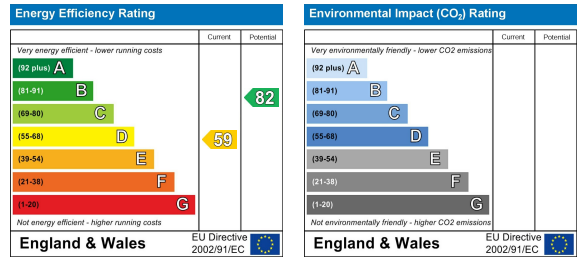 Energy Efficiency Rating
Current Potential
Very energy efficient - lower running costs
(92 plus) A
(81-91) B
82
(69-80) C
(55-68) D
59
(39-54) E
(21-38) F
(1-20) G
Not energy efficient - higher running costs
England & Wales
EU Directive
2002/91/EC
Environmental Impact (CO2) Rating
Current Potential
Very environmentally friendly - lower CO2 emissions
(92 plus) A
(81-91) B
(69-80) C
(55-68) D
(39-54) E
(21-38) F
(1-20) G
Not environmentally friendly - higher CO2 emissions
England & Wales
EU Directive
2002/91/EC